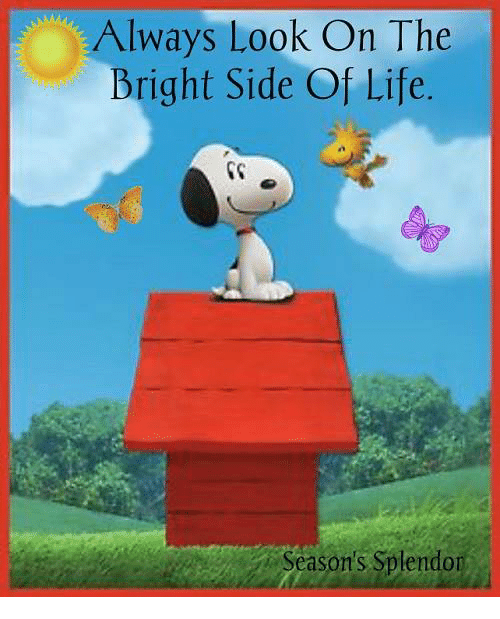 Always Look On The
Bright Side Of Life.
Season's Splendor